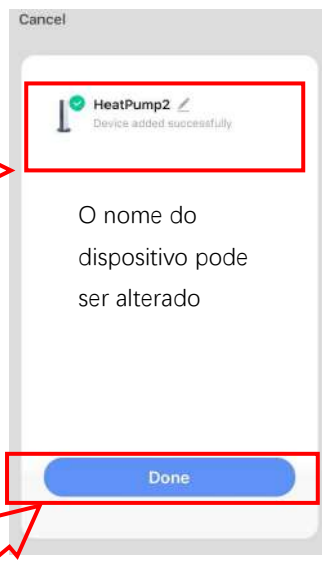 Cancel
HeatPump2
Device added successfully
O nome do
dispositivo pode
ser alterado
Done